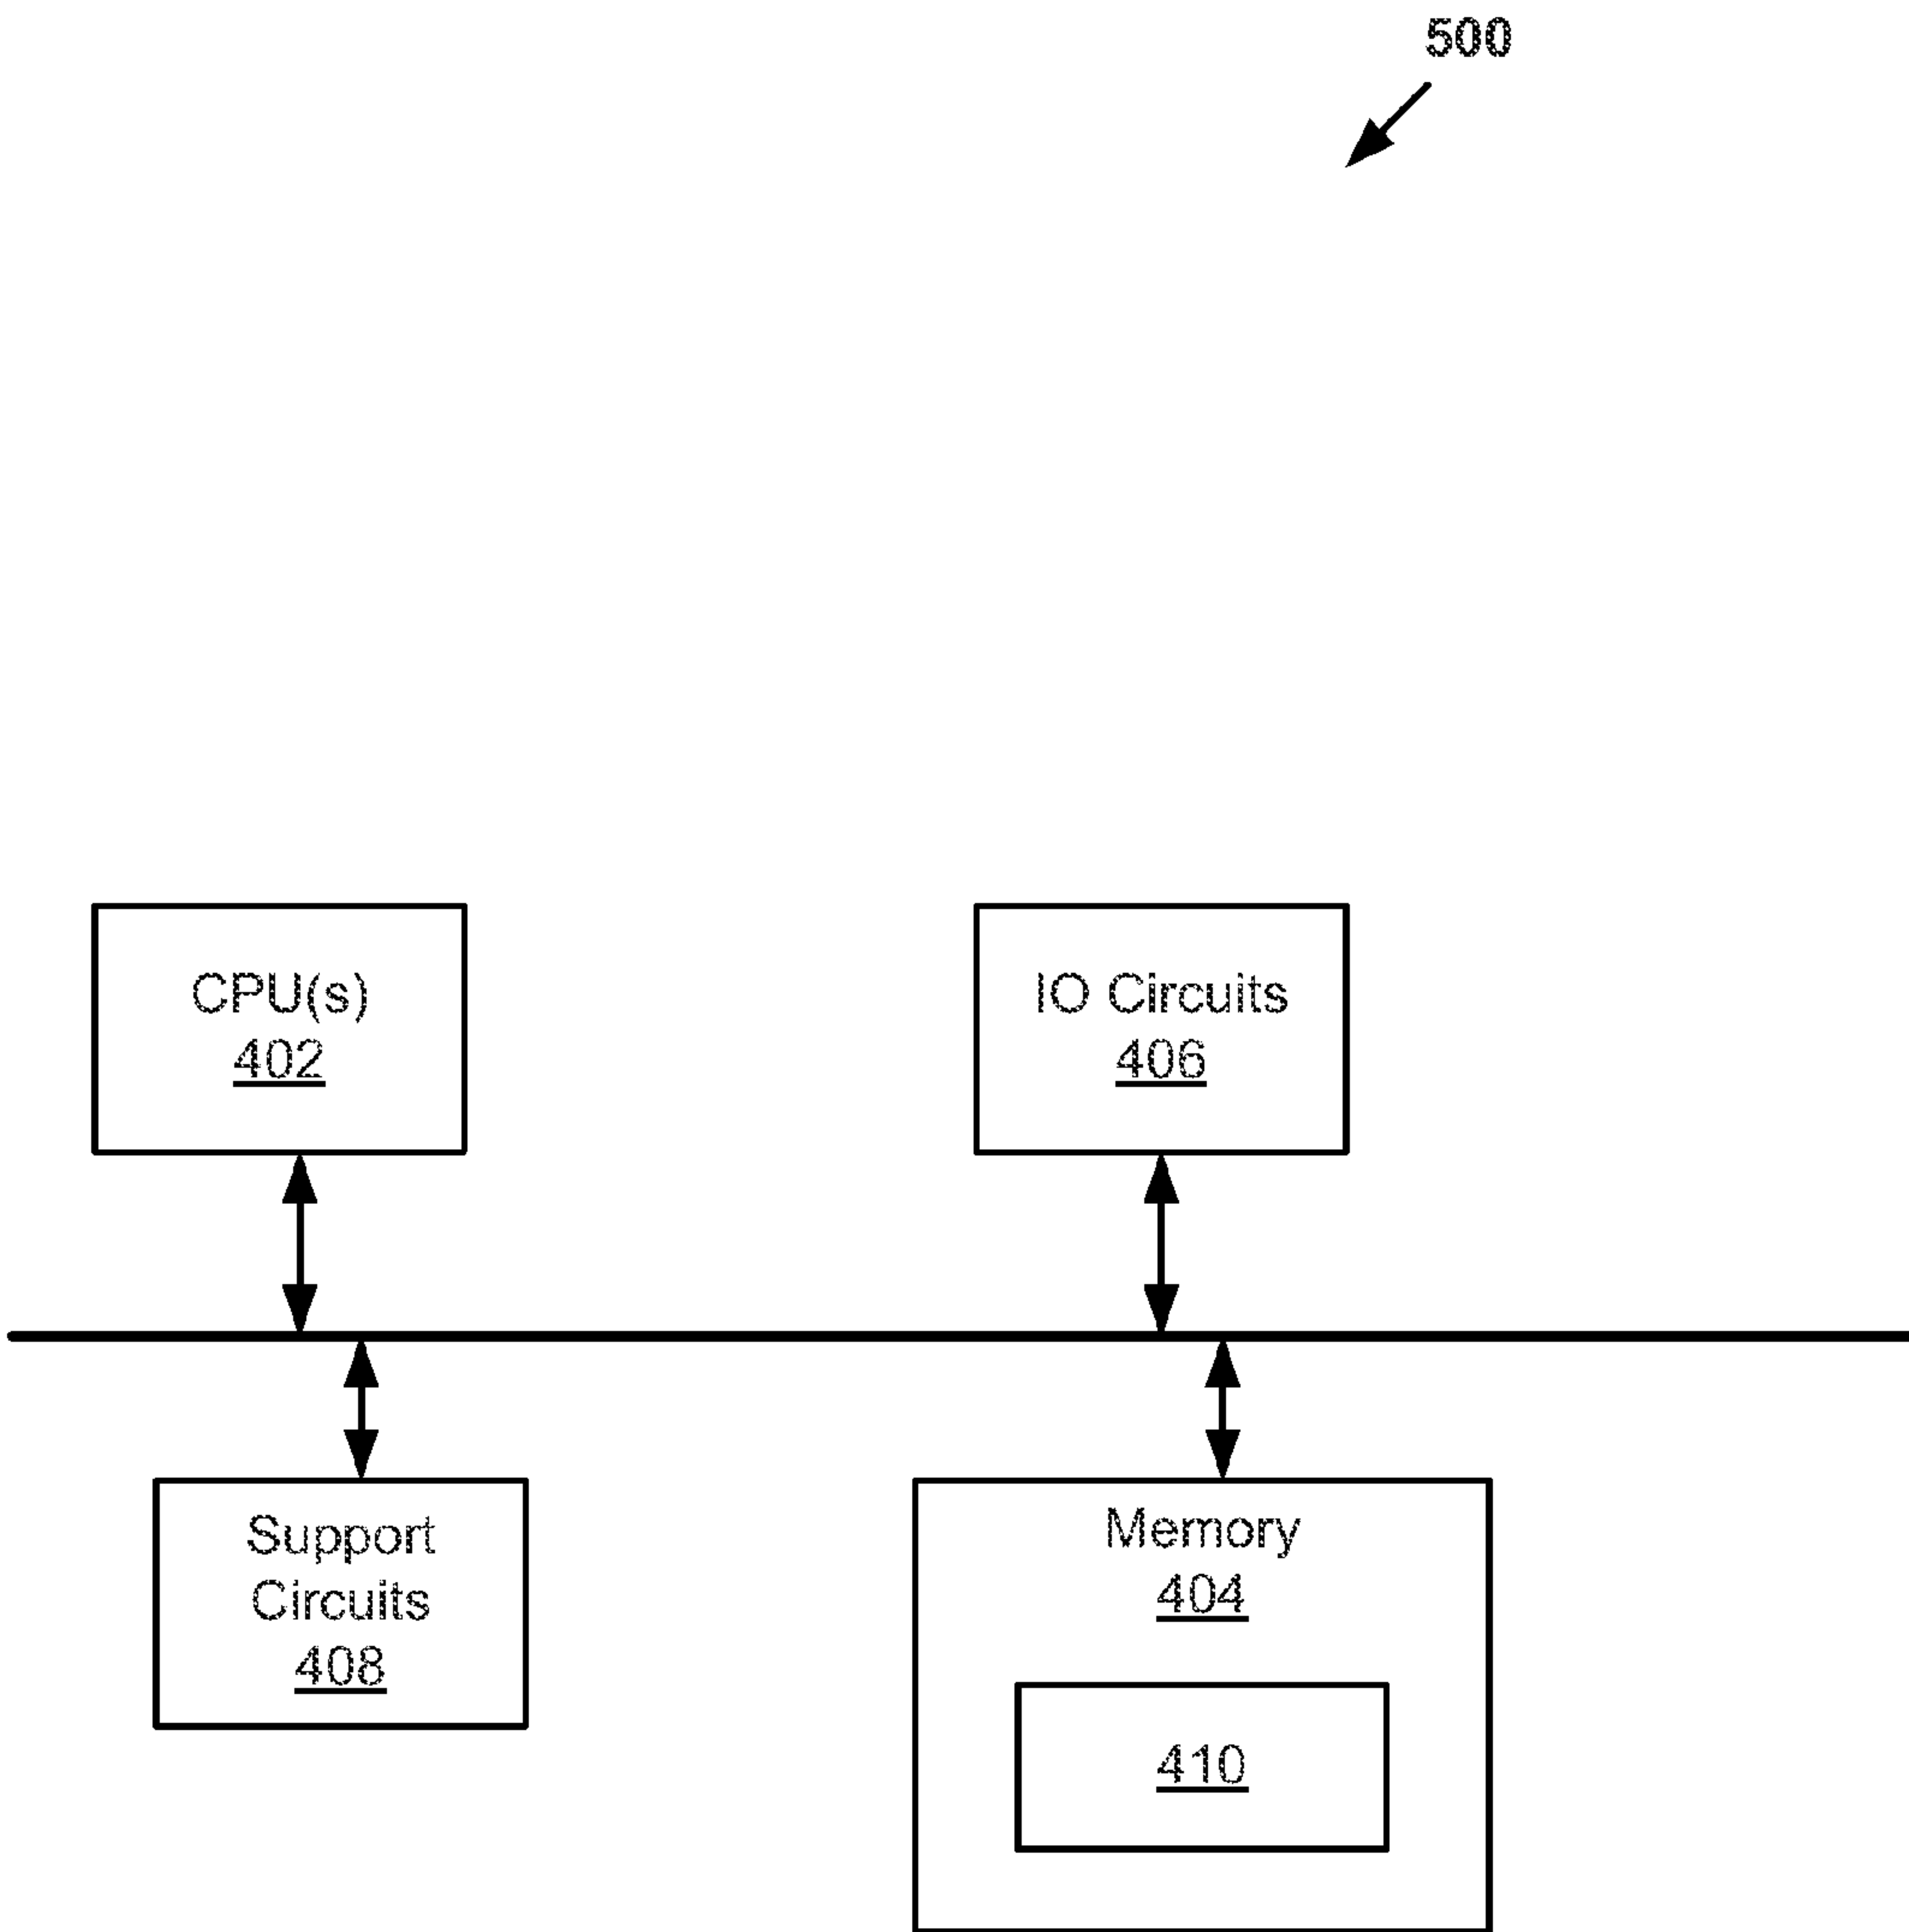 500
CPU(s)
402
IO Circuits
406
Support
Circuits
408
Memory
404
410